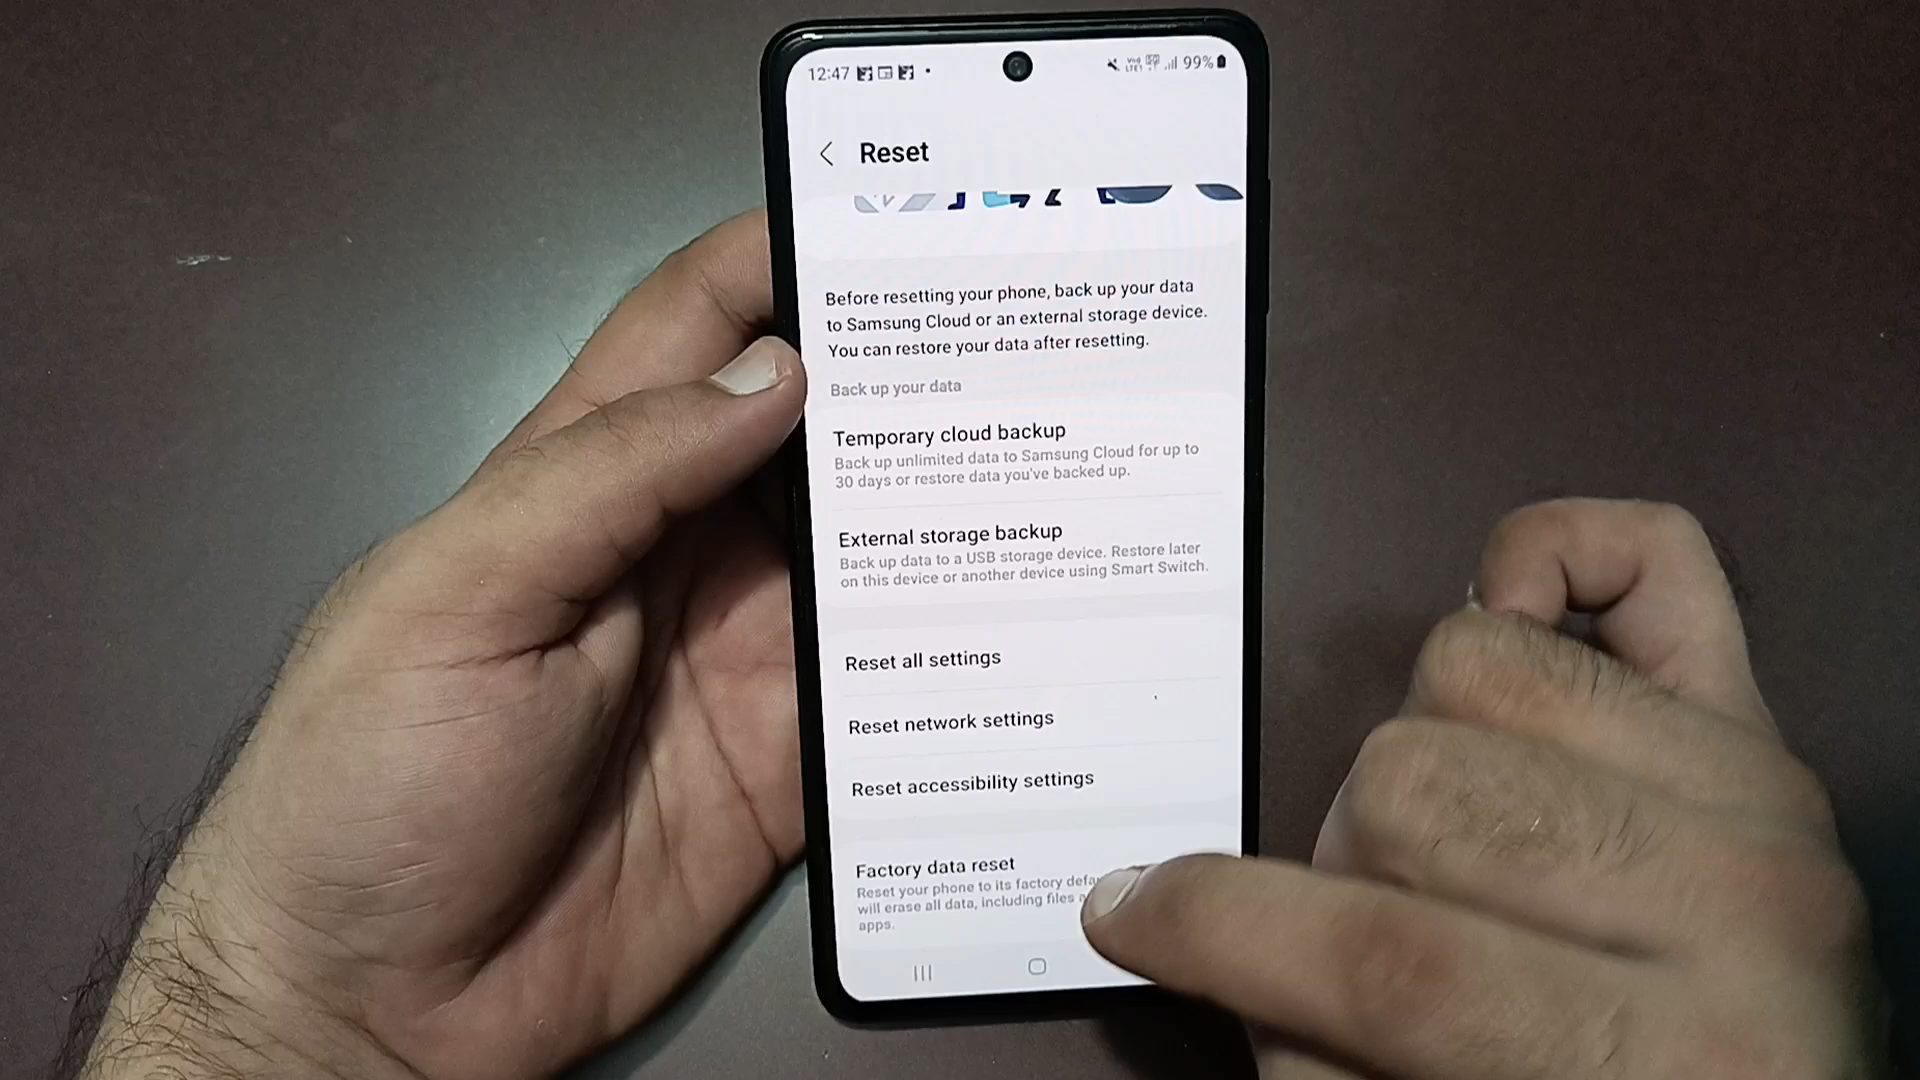 12:47 99%
Reset
Before resetting your phone, back up your data
to Samsung Cloud or an external storage device.
You can restore your data after resetting.
Back up your data
Temporary cloud backup
Back up unlimited data to Samsung Cloud for up to
30 days or restore data you've backed up.
External storage backup
Back up data to a USB storage device. Restore later
on this device or another device using Smart Switch.
Reset all settings
Reset network settings
Reset accessibility settings
Factory data reset
Reset your phone to its factory
will erase all data, including files
apps.